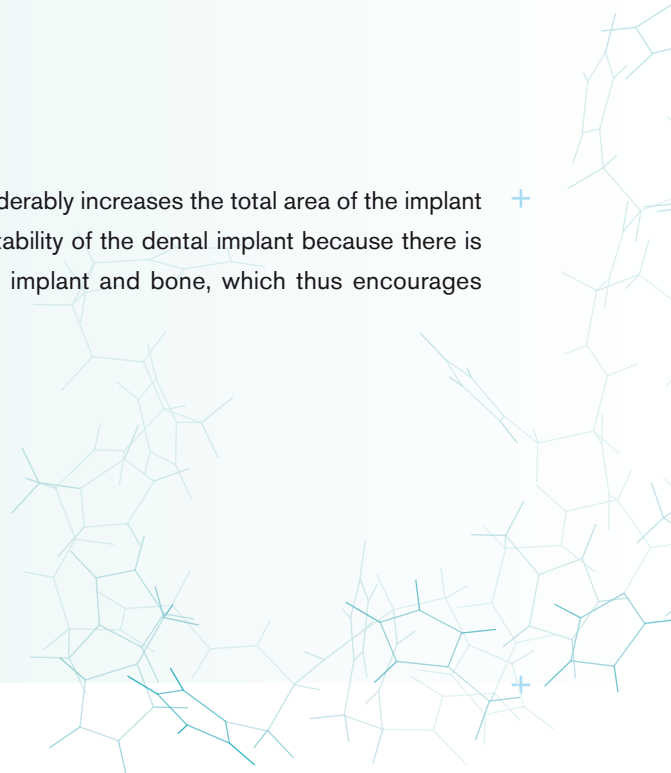 derably increases the total area of the implant
tability of the dental implant because there is
implant and bone, which thus encourages